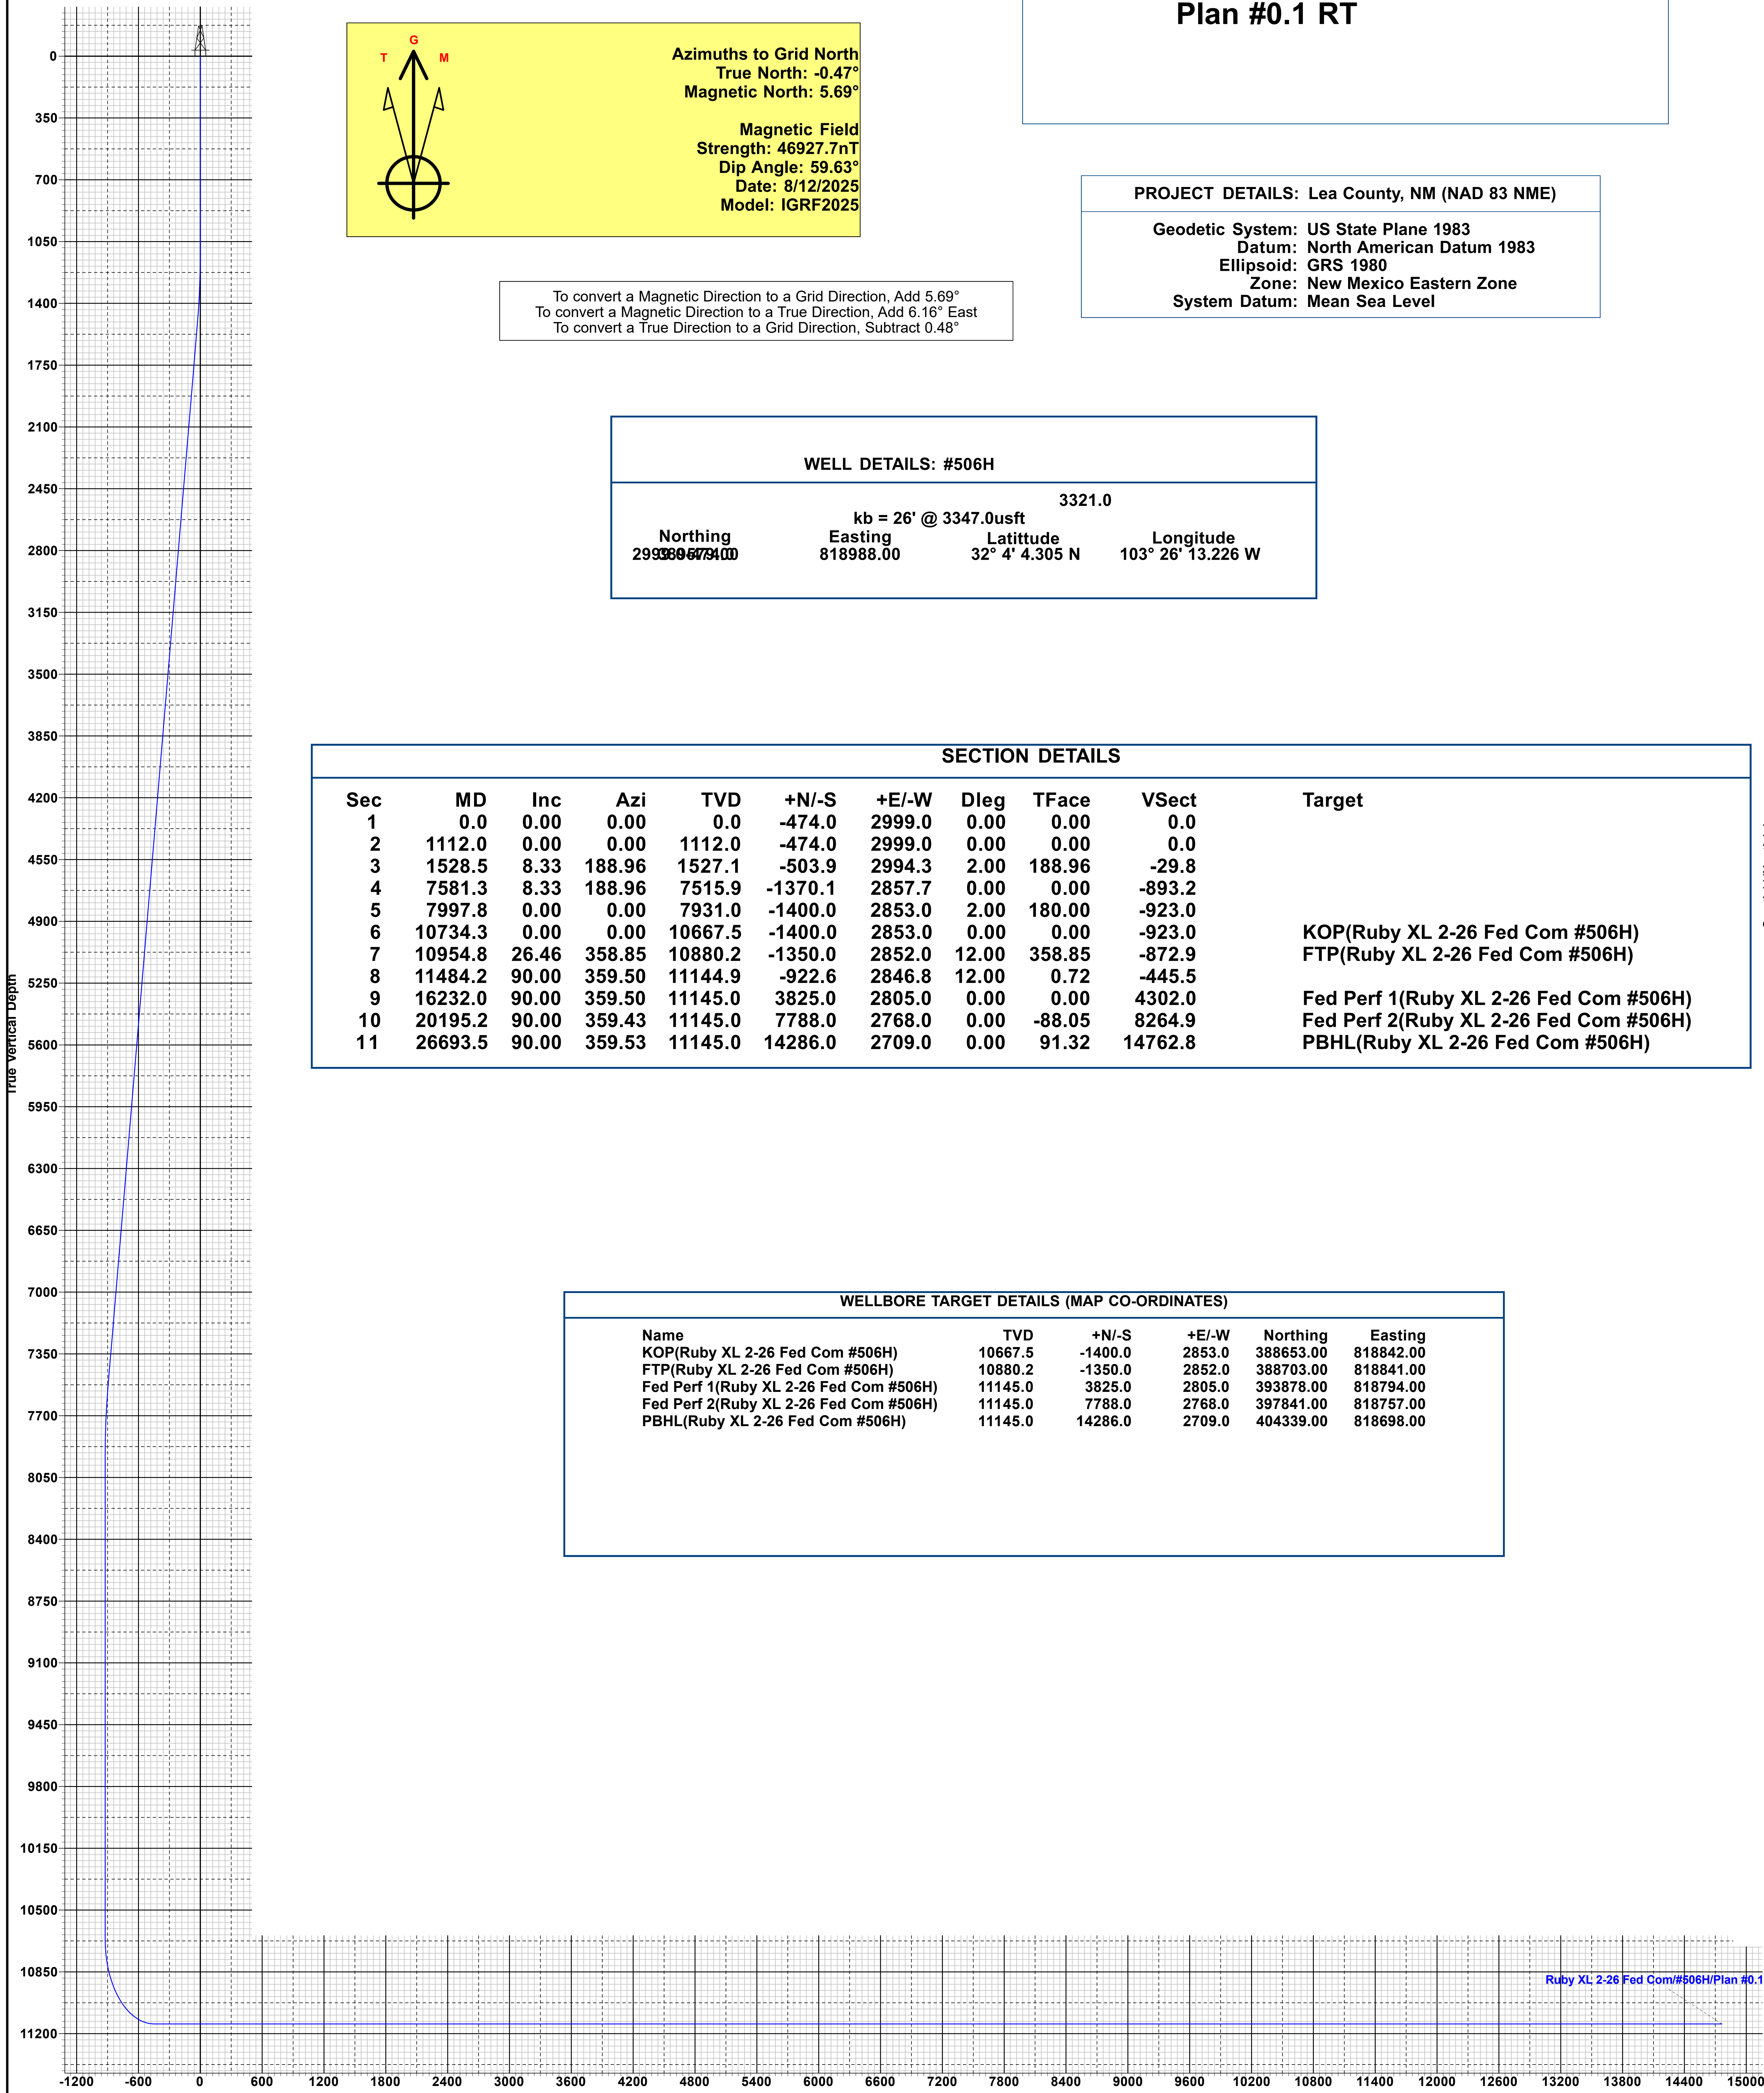 Plan #0.1 RT
G
T M
Azimuths to Grid North
True North: -0.47°
Magnetic North: 5.69°
Magnetic Field
Strength: 46927.7nT
Dip Angle: 59.63°
Date: 8/12/2025
Model: IGRF2025
To convert a Magnetic Direction to a Grid Direction, Add 5.69°
To convert a Magnetic Direction to a True Direction, Add 6.16° East
To convert a True Direction to a Grid Direction, Subtract 0.48°
PROJECT DETAILS: Lea County, NM (NAD 83 NME)
Geodetic System: US State Plane 1983
Datum: North American Datum 1983
Ellipsoid: GRS 1980
Zone: New Mexico Eastern Zone
System Datum: Mean Sea Level
WELL DETAILS: #506H
3321.0
kb = 26' @ 3347.0usft
Northing Easting Latittude Longitude
818988.00 32° 4' 4.305 N 103° 26' 13.226 W
SECTION DETAILS
Sec MD Inc Azi TVD +N/-S +E/-W Dleg TFace VSect Target
1 0.0 0.00 0.00 0.0 -474.0 2999.0 0.00 0.00 0.0
2 1112.0 0.00 0.00 1112.0 -474.0 2999.0 0.00 0.00 0.0
3 1528.5 8.33 188.96 1527.1 -503.9 2994.3 2.00 188.96 -29.8
4 7581.3 8.33 188.96 7515.9 -1370.1 2857.7 0.00 0.00 -893.2
5 7997.8 0.00 0.00 7931.0 -1400.0 2853.0 2.00 180.00 -923.0
6 10734.3 0.00 0.00 10667.5 -1400.0 2853.0 0.00 0.00 -923.0 KOP(Ruby XL 2-26 Fed Com #506H)
7 10954.8 26.46 358.85 10880.2 -1350.0 2852.0 12.00 358.85 -872.9 FTP(Ruby XL 2-26 Fed Com #506H)
8 11484.2 90.00 359.50 11144.9 -922.6 2846.8 12.00 0.72 -445.5
9 16232.0 90.00 359.50 11145.0 3825.0 2805.0 0.00 0.00 4302.0 Fed Perf 1(Ruby XL 2-26 Fed Com #506H)
10 20195.2 90.00 359.43 11145.0 7788.0 2768.0 0.00 -88.05 8264.9 Fed Perf 2(Ruby XL 2-26 Fed Com #506H)
11 26693.5 90.00 359.53 11145.0 14286.0 2709.0 0.00 91.32 14762.8 PBHL(Ruby XL 2-26 Fed Com #506H)
WELLBORE TARGET DETAILS (MAP CO-ORDINATES)
Name TVD +N/-S +E/-W Northing Easting
KOP(Ruby XL 2-26 Fed Com #506H) 10667.5 -1400.0 2853.0 388653.00 818842.00
FTP(Ruby XL 2-26 Fed Com #506H) 10880.2 -1350.0 2852.0 388703.00 818841.00
Fed Perf 1(Ruby XL 2-26 Fed Com #506H) 11145.0 3825.0 2805.0 393878.00 818794.00
Fed Perf 2(Ruby XL 2-26 Fed Com #506H) 11145.0 7788.0 2768.0 397841.00 818757.00
PBHL(Ruby XL 2-26 Fed Com #506H) 11145.0 14286.0 2709.0 404339.00 818698.00
True Vertical Depth
0
350
700
1050
1400
1750
2100
2450
2800
3150
3500
3850
4200
4550
4900
5250
5600
5950
6300
6650
7000
7350
7700
8050
8400
8750
9100
9450
9800
10150
10500
10850
11200
Ruby XL 2-26 Fed Com/#506H/Plan #0.1
-1200 -600 0 600 1200 1800 2400 3000 3600 4200 4800 5400 6000 6600 7200 7800 8400 9000 9600 10200 10800 11400 12000 12600 13200 13800 14400 15000